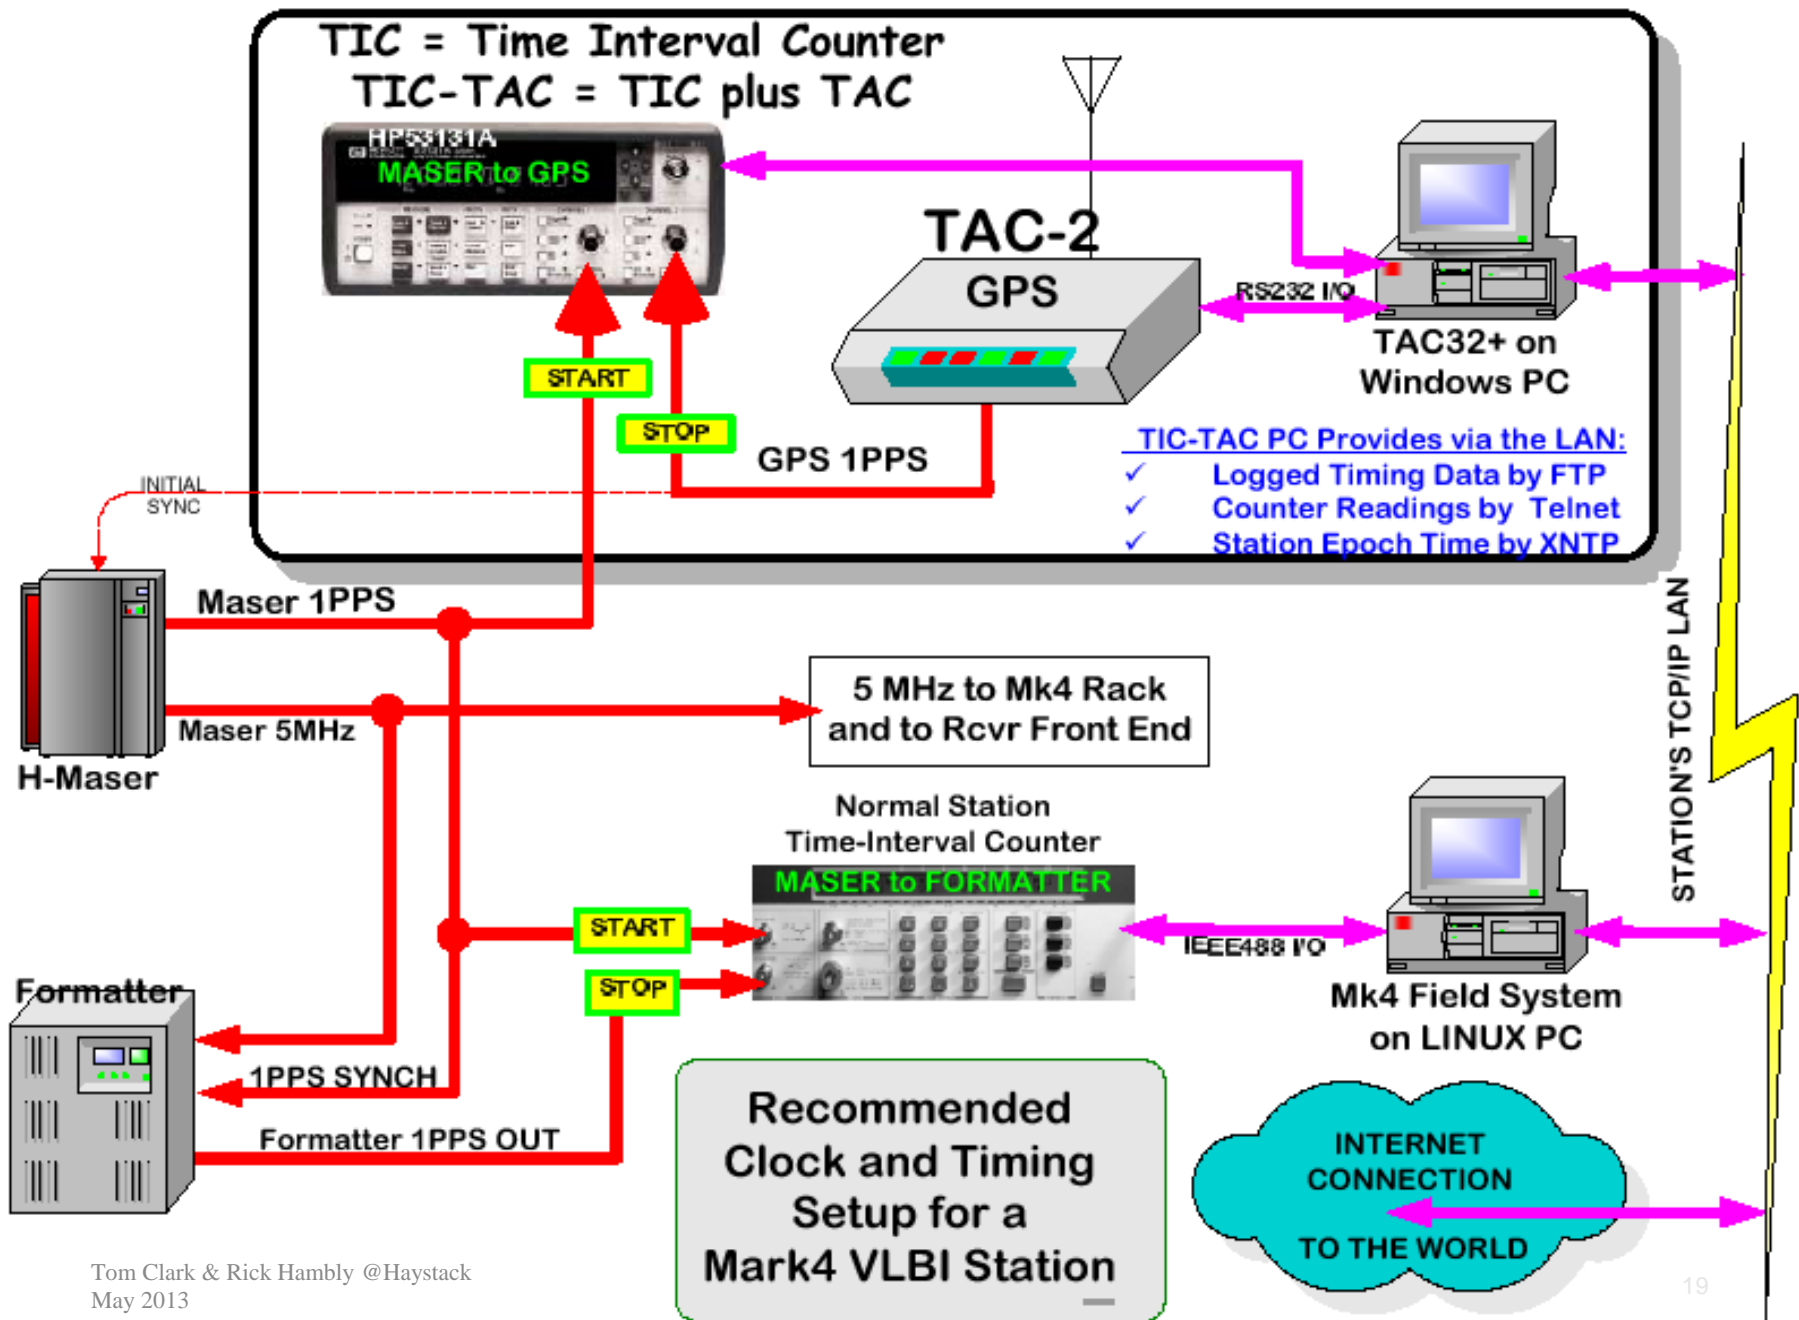 TIC = Time Interval Counter
TIC-TAC = TIC plus TAC
HP53131A
MASER to GPS
TAC-2
GPS
RS232 I/O
TAC32+ on
Windows PC
START
STOP
GPS 1PPS
TIC-TAC PC Provides via the LAN:
✓ Logged Timing Data by FTP
✓ Counter Readings by Telnet
✓ Station Epoch Time by XNTP
INITIAL
SYNC
Maser 1PPS
Maser 5MHz
H-Maser
5 MHz to Mk4 Rack
and to Rcvr Front End
STATION'S TCP/IP LAN
Normal Station
Time-Interval Counter
MASER to FORMATTER
START
STOP
IEEE488 I/O
Mk4 Field System
on LINUX PC
Formatter
1PPS SYNCH
Formatter 1PPS OUT
Recommended
Clock and Timing
Setup for a
Mark4 VLBI Station
INTERNET
CONNECTION
TO THE WORLD
Tom Clark & Rick Hambly @Haystack
May 2013
19